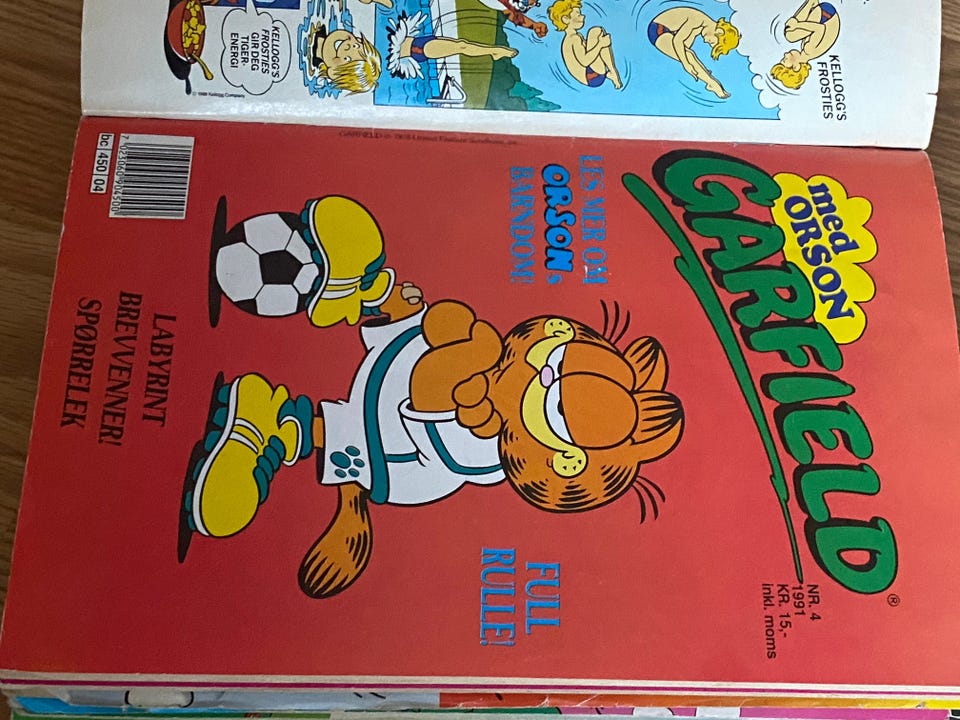 KELLOGG'S
FROSTIES
GIR DEG
TIGER-
ENERGI
KELLOGG'S
FROSTIES
med
ORSON
GARFIELD®
NR. 4
1991
KR. 15,-
inkl. moms
LES MER OM
ORSONs
BARNDOM!
FULL
RULLE!
LABYRINT
BREVVENNER!
SPØRRELEK
bc 450 04